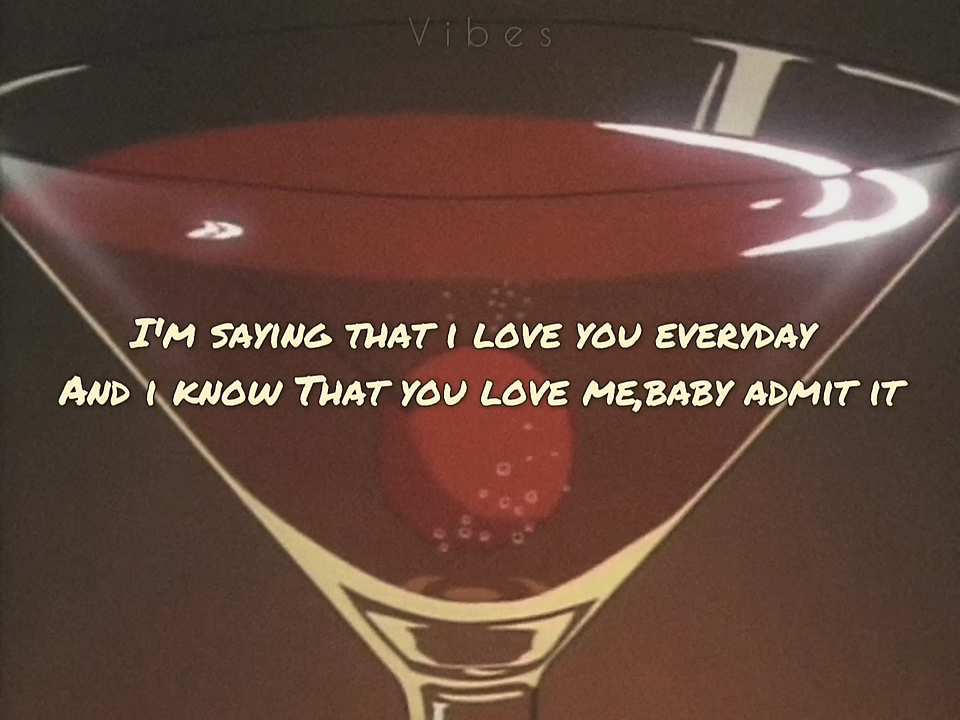 Vibes
I'M SAYING THAT I LOVE YOU EVERYDAY
AND I KNOW THAT YOU LOVE ME,BABY ADMIT IT